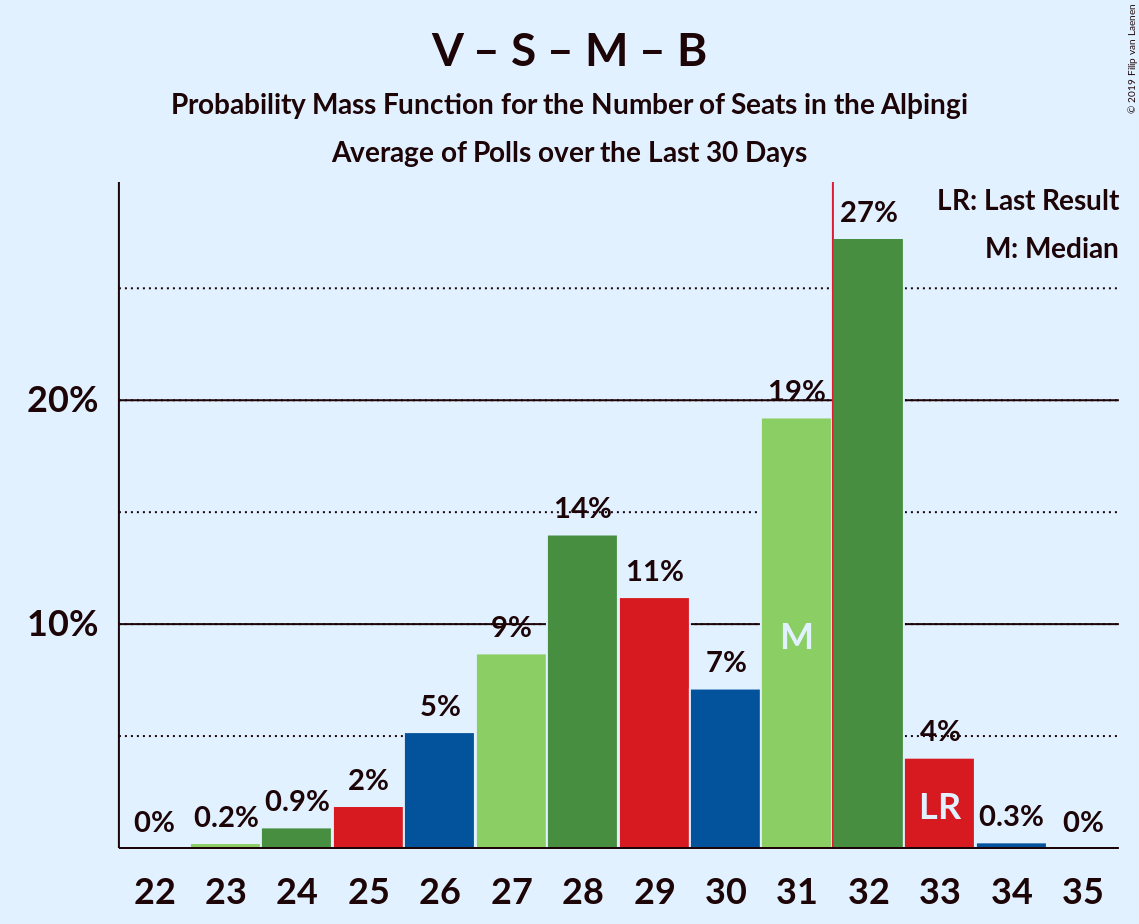 V – S – M – B
Probability Mass Function for the Number of Seats in the Alþingi
Average of Polls over the Last 30 Days
© 2019 Filip van Laenen
LR: Last Result
M: Median
27%
19%
20%
14%
11%
10%
9%
7%
5%
4%
2%
0.9%
0.2%
0%
0.3%
0%
M
LR
22 23 24 25 26 27 28 29 30 31 32 33 34 35